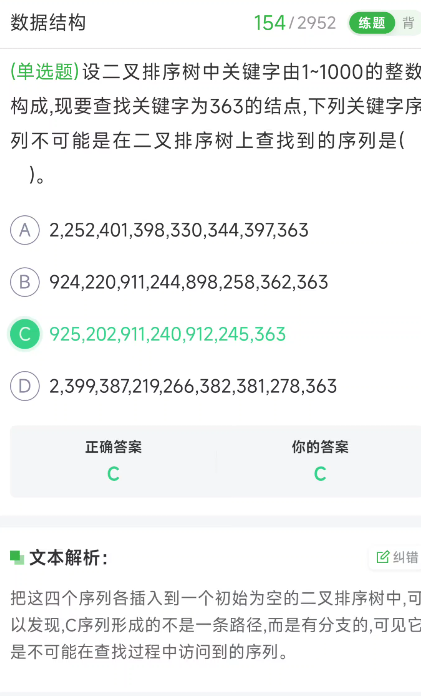 数据结构 154/2952 练题 背
(单选题)设二叉排序树中关键字由1~1000的整数
构成,现要查找关键字为363的结点,下列关键字序
列不可能是在二叉排序树上查找到的序列是(
)。
A 2,252,401,398,330,344,397,363
B 924,220,911,244,898,258,362,363
C 925,202,911,240,912,245,363
D 2,399,387,219,266,382,381,278,363
正确答案 你的答案
C C
文本解析: 纠错
把这四个序列各插入到一个初始为空的二叉排序树中,可
以发现,C序列形成的不是一条路径,而是有分支的,可见它
是不可能在查找过程中访问到的序列。